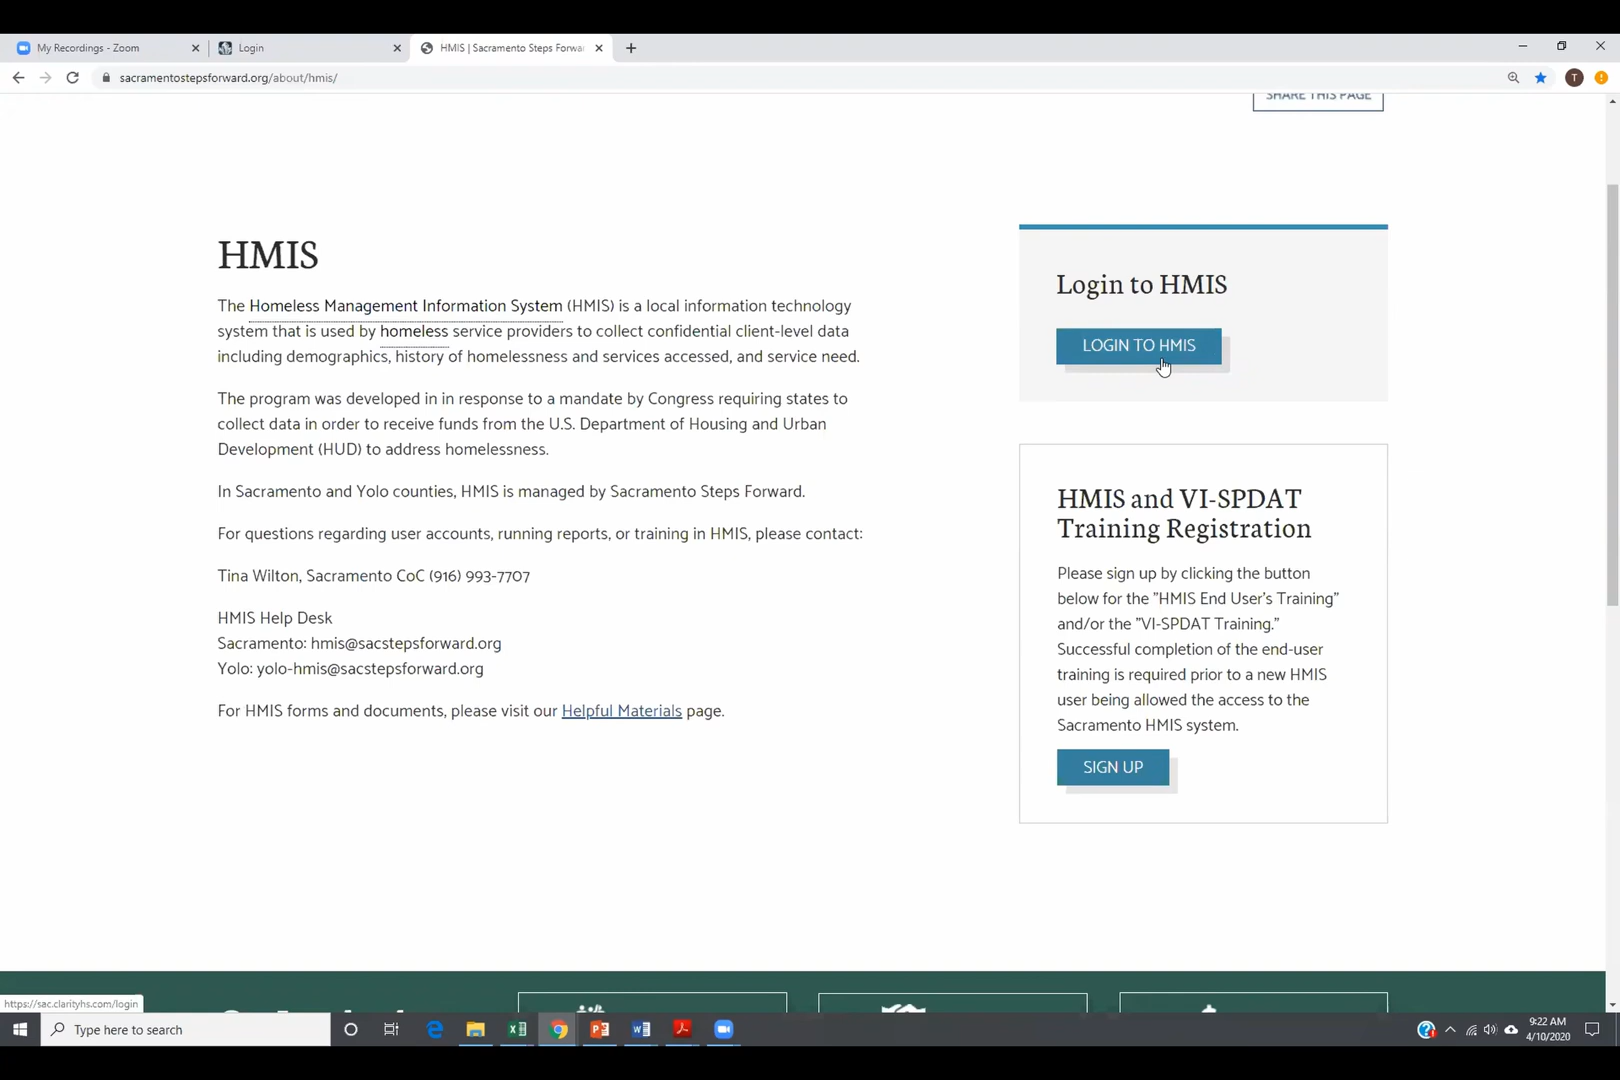 My Recordings - Zoom
Login
HMIS | Sacramento Steps Forwa
sacramentostepsforward.org/about/hmis/
T
SHARE THIS PAGE
HMIS
The Homeless Management Information System (HMIS) is a local information technology
system that is used by homeless service providers to collect confidential client-level data
including demographics, history of homelessness and services accessed, and service need.
The program was developed in in response to a mandate by Congress requiring states to
collect data in order to receive funds from the U.S. Department of Housing and Urban
Development (HUD) to address homelessness.
In Sacramento and Yolo counties, HMIS is managed by Sacramento Steps Forward.
For questions regarding user accounts, running reports, or training in HMIS, please contact:
Tina Wilton, Sacramento CoC (916) 993-7707
HMIS Help Desk
Sacramento: hmis@sacstepsforward.org
Yolo: yolo-hmis@sacstepsforward.org
For HMIS forms and documents, please visit our Helpful Materials page.
Login to HMIS
LOGIN TO HMIS
HMIS and VI-SPDAT
Training Registration
Please sign up by clicking the button
below for the "HMIS End User's Training"
and/or the "VI-SPDAT Training."
Successful completion of the end-user
training is required prior to a new HMIS
user being allowed the access to the
Sacramento HMIS system.
SIGN UP
https://sac.clarityhs.com/login
Type here to search
9:22 AM
4/10/2020